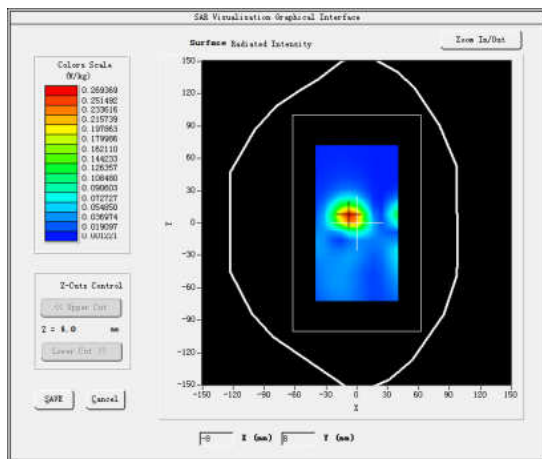 SAR Visualisation Graphical Interface
Surface Radiated Intensity
Zoom In/Out
Colors Scale
(W/kg)
0.269369
0.251492
0.233616
0.215739
0.197863
0.179986
0.162110
0.144233
0.126357
0.108480
0.090603
0.072727
0.054850
0.036974
0.019097
0.001221
Z-Cuts Control
<< Upper Cut
Z = 4.0 mm
Lower Cut >>
SAVE
Cancel
150
120
90
60
30
0
-30
-60
-90
-120
-150
Y
-150 -120 -90 -60 -30 0 30 60 90 120 150
X
X (mm) 8 Y (mm)